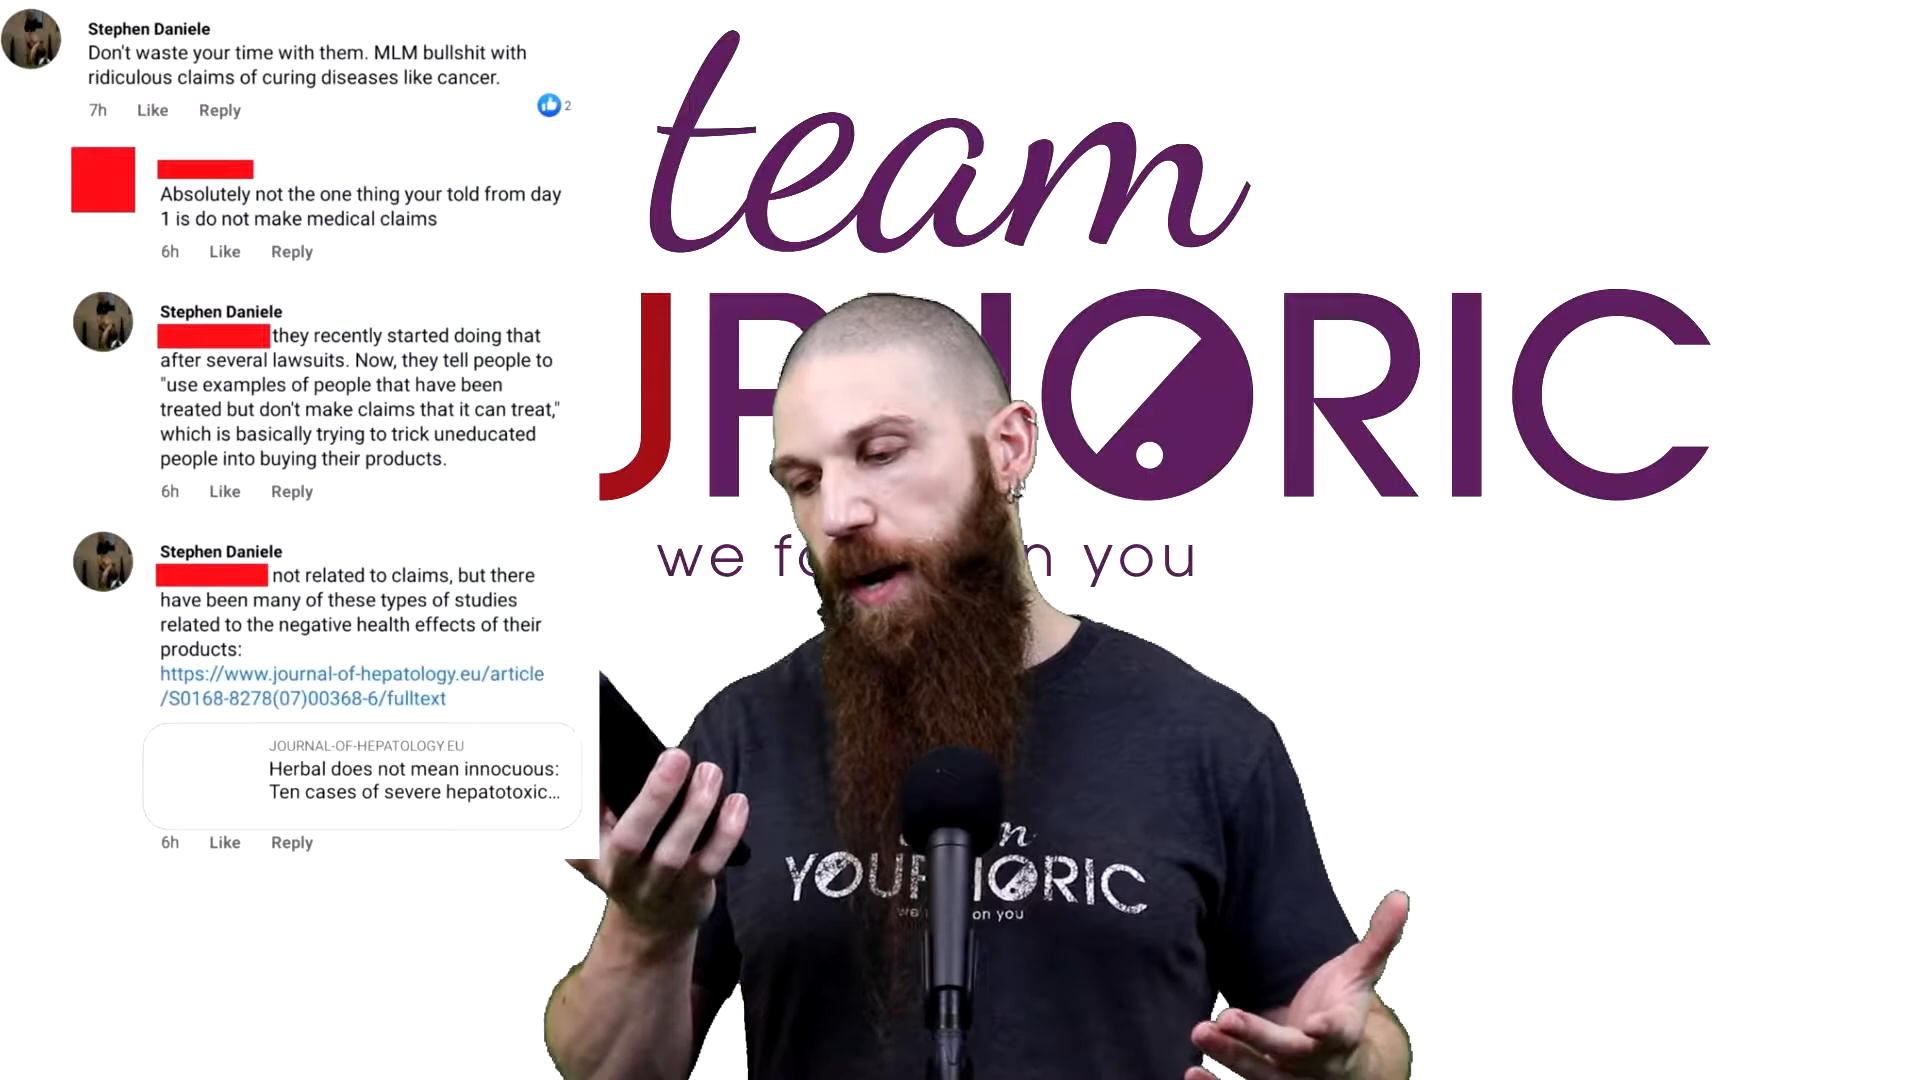 Stephen Daniele
Don't waste your time with them. MLM bullshit with
ridiculous claims of curing diseases like cancer.
7h Like Reply 2
Absolutely not the one thing your told from day
1 is do not make medical claims
6h Like Reply
Stephen Daniele
they recently started doing that
after several lawsuits. Now, they tell people to
"use examples of people that have been
treated but don't make claims that it can treat,"
which is basically trying to trick uneducated
people into buying their products.
6h Like Reply
Stephen Daniele
not related to claims, but there
have been many of these types of studies
related to the negative health effects of their
products:
https://www.journal-of-hepatology.eu/article
/S0168-8278(07)00368-6/fulltext
JOURNAL-OF-HEPATOLOGY.EU
Herbal does not mean innocuous:
Ten cases of severe hepatotoxic...
6h Like Reply
team
we you
on you